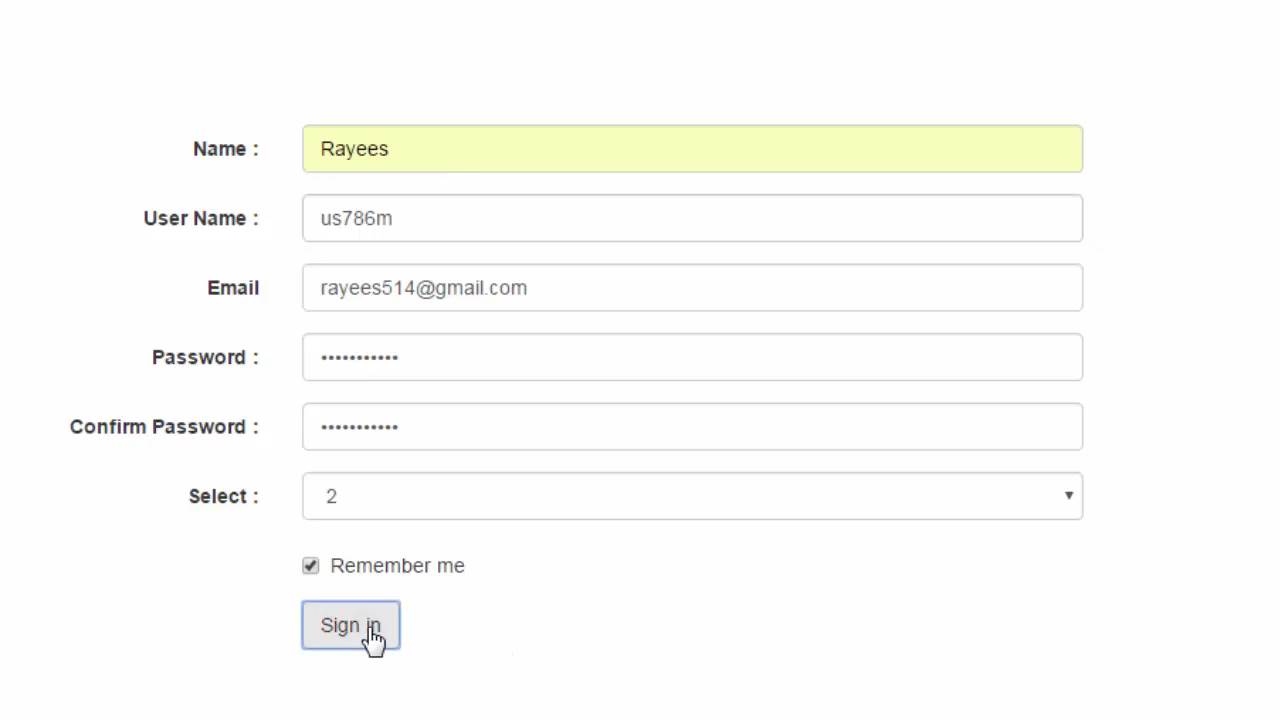 Name : Rayees
User Name : us786m
Email rayees514@gmail.com
Password : •••••••••••
Confirm Password : •••••••••••
Select : 2
Remember me
Sign in